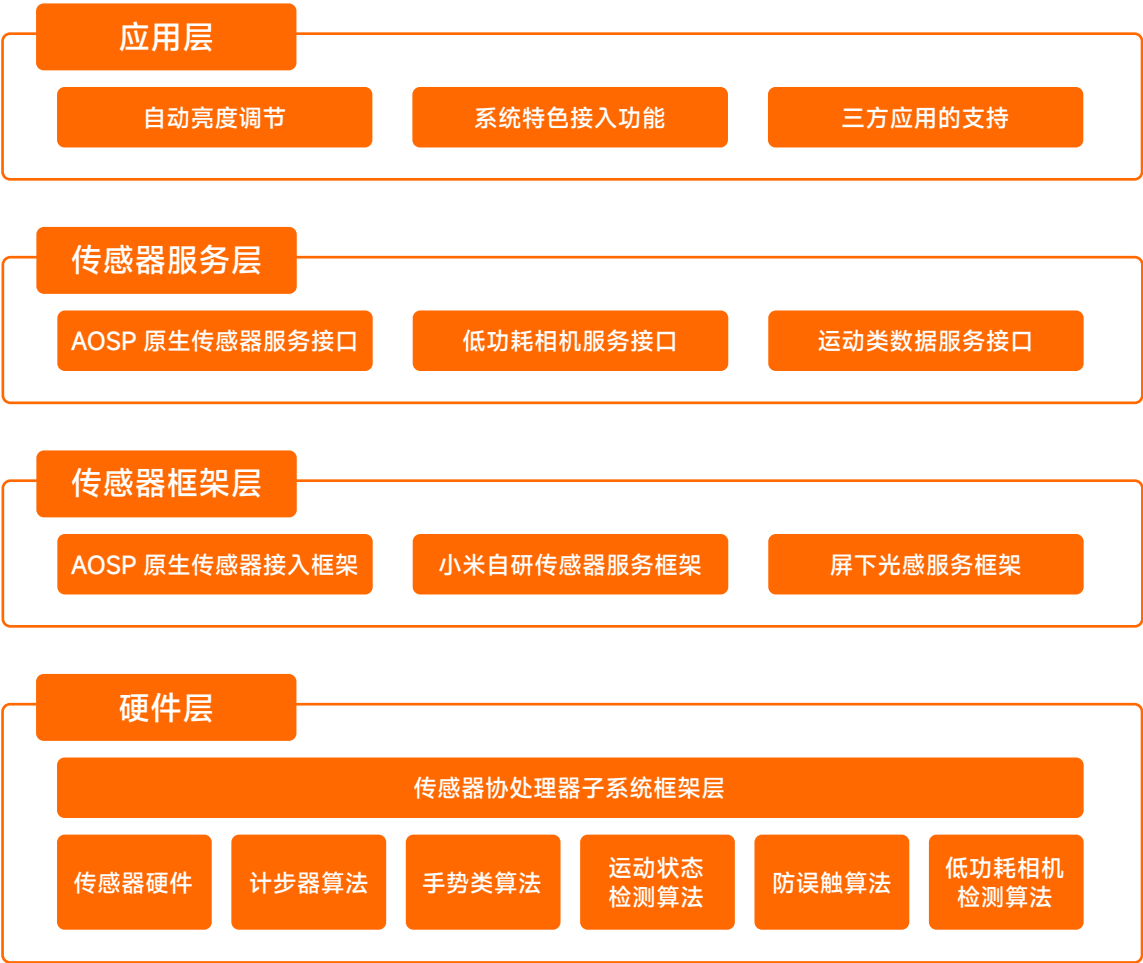 应用层
自动亮度调节
系统特色接入功能
三方应用的支持
传感器服务层
AOSP 原生传感器服务接口
低功耗相机服务接口
运动类数据服务接口
传感器框架层
AOSP 原生传感器接入框架
小米自研传感器服务框架
屏下光感服务框架
硬件层
传感器协处理器子系统框架层
传感器硬件
计步器算法
手势类算法
运动状态
检测算法
防误触算法
低功耗相机
检测算法